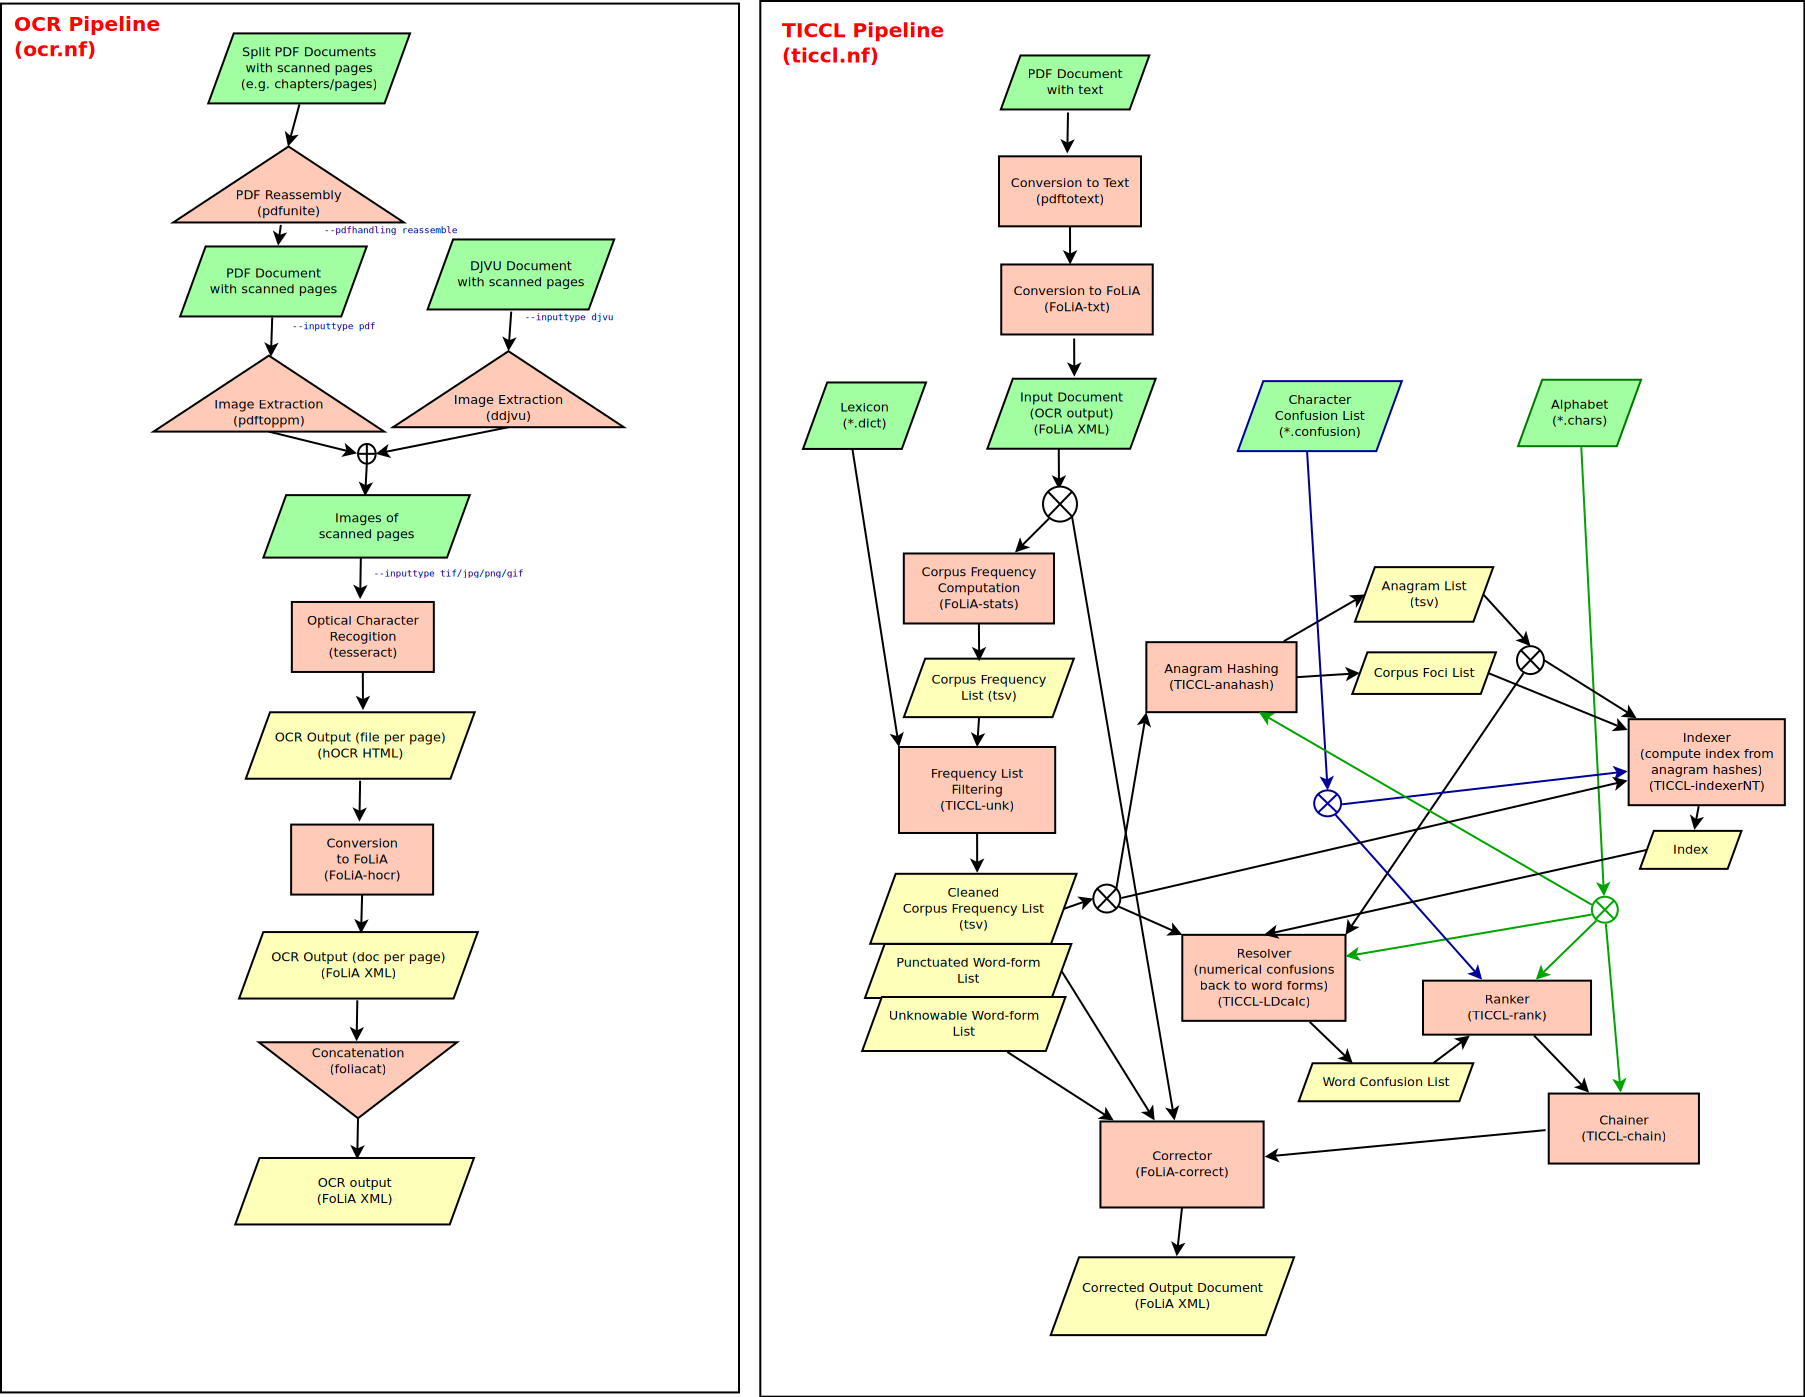 OCR Pipeline
(ocr.nf)
Split PDF Documents
with scanned pages
(e.g. chapters/pages)
PDF Reassembly
(pdfunite)
--pdfhandling reassemble
PDF Document
with scanned pages
DJVU Document
with scanned pages
--inputtype pdf
--inputtype djvu
Image Extraction
(pdftoppm)
Image Extraction
(ddjvu)
Images of
scanned pages
--inputtype tif/jpg/png/gif
Optical Character
Recogition
(tesseract)
OCR Output (file per page)
(hOCR HTML)
Conversion
to FoLiA
(FoLiA-hocr)
OCR Output (doc per page)
(FoLiA XML)
Concatenation
(foliacat)
OCR output
(FoLiA XML)
TICCL Pipeline
(ticcl.nf)
PDF Document
with text
Conversion to Text
(pdftotext)
Conversion to FoLiA
(FoLiA-txt)
Lexicon
(*.dict)
Input Document
(OCR output)
(FoLiA XML)
Character
Confusion List
(*.confusion)
Alphabet
(*.chars)
Corpus Frequency
Computation
(FoLiA-stats)
Anagram List
(tsv)
Anagram Hashing
(TICCL-anahash)
Corpus Foci List
Corpus Frequency
List (tsv)
Indexer
(compute index from
anagram hashes)
(TICCL-indexerNT)
Frequency List
Filtering
(TICCL-unk)
Index
Cleaned
Corpus Frequency List
(tsv)
Punctuated Word-form
List
Unknowable Word-form
List
Resolver
(numerical confusions
back to word forms)
(TICCL-LDcalc)
Ranker
(TICCL-rank)
Word Confusion List
Chainer
(TICCL-chain)
Corrector
(FoLiA-correct)
Corrected Output Document
(FoLiA XML)